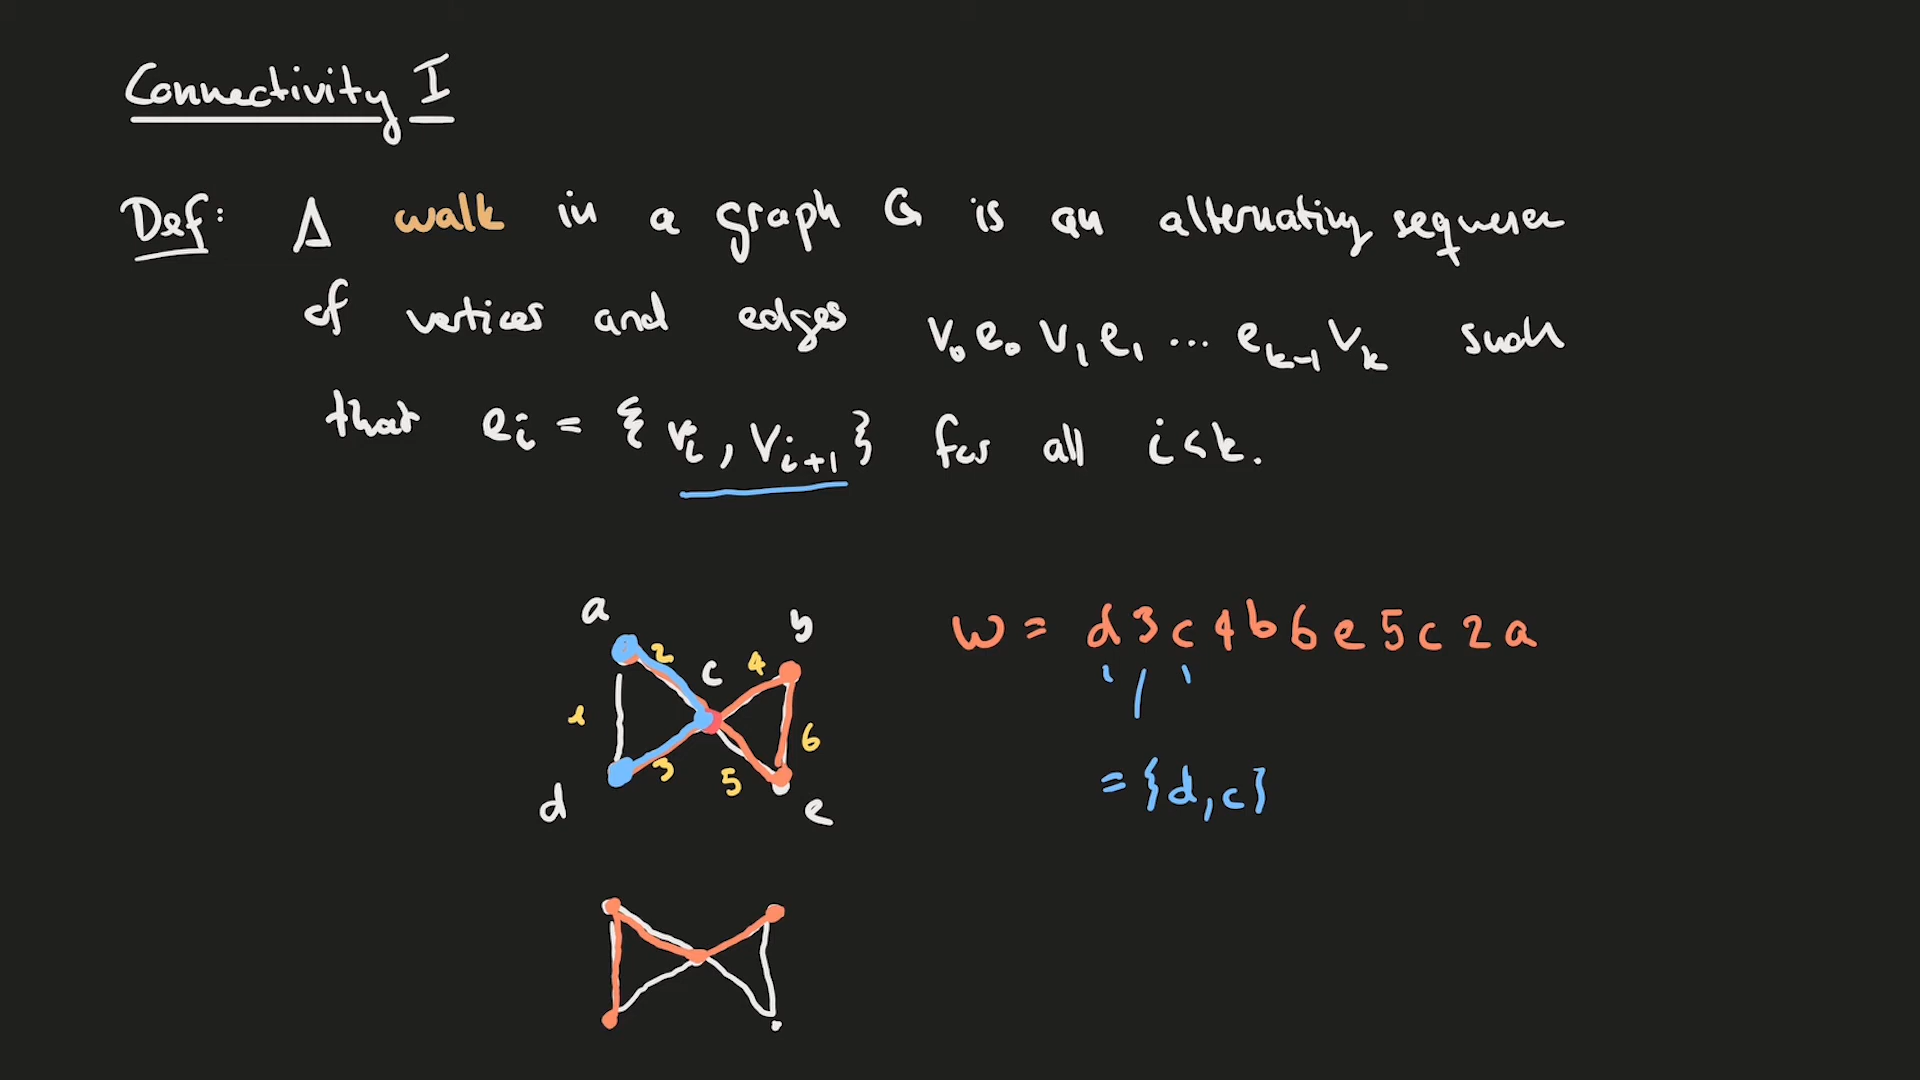 Connectivity I
Def: A walk in a graph G is an alternating sequence
of vertices and edges v₀ e₀ v₁ e₁ ... eₖ₋₁ vₖ such
that eᵢ = { vᵢ, vᵢ₊₁ } for all i < k.
a
b
2
c
4
1
6
3
5
d
e
W = d 3 c 4 b 6 e 5 c 2 a
= {d, c}